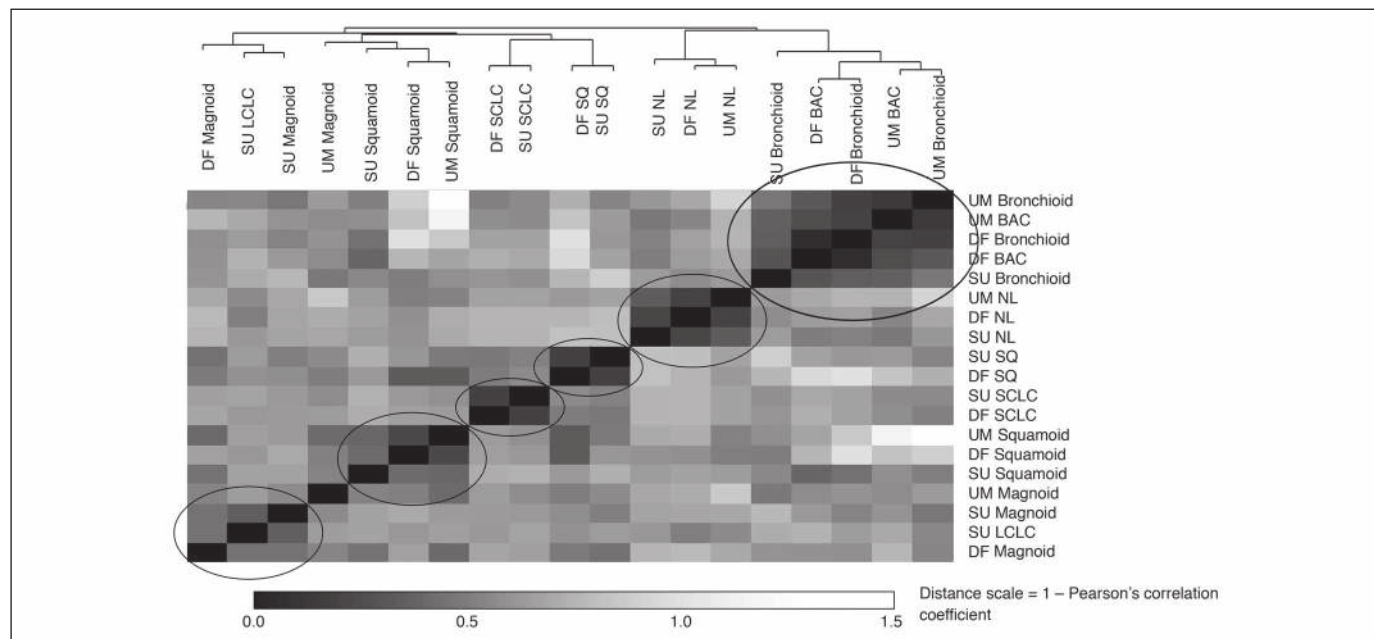 DF Magnoid
SU LCLC
SU Magnoid
UM Magnoid
SU Squamoid
DF Squamoid
UM Squamoid
DF SCLC
SU SCLC
DF SQ
SU SQ
SU NL
DF NL
UM NL
SU Bronchioid
DF BAC
DF Bronchioid
UM BAC
UM Bronchioid
UM Bronchioid
UM BAC
DF Bronchioid
DF BAC
SU Bronchioid
UM NL
DF NL
SU NL
SU SQ
DF SQ
SU SCLC
DF SCLC
UM Squamoid
DF Squamoid
SU Squamoid
UM Magnoid
SU Magnoid
SU LCLC
DF Magnoid
0.0 0.5 1.0 1.5
Distance scale = 1 – Pearson's correlation
coefficient